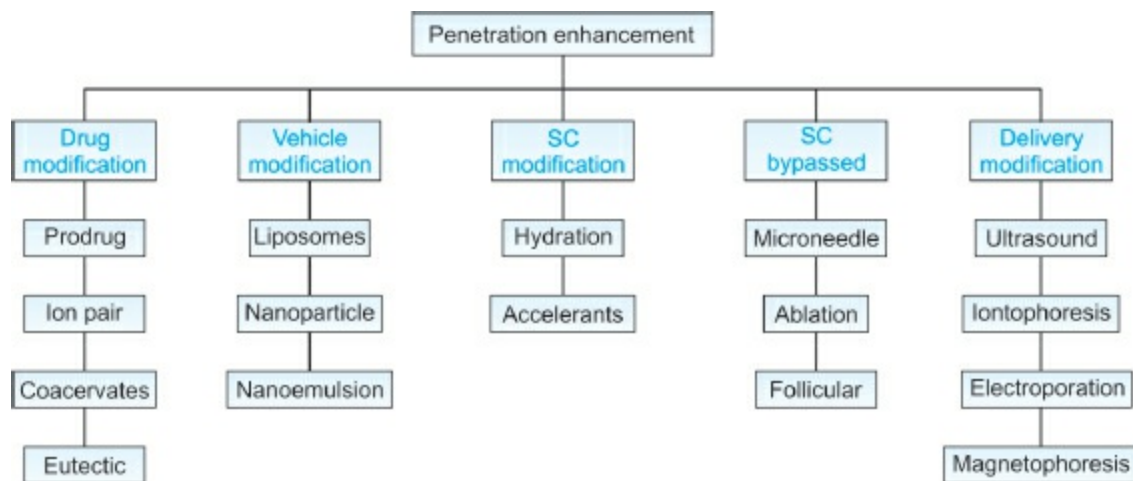 Penetration enhancement
Drug
modification
Vehicle
modification
SC
modification
SC
bypassed
Delivery
modification
Prodrug
Liposomes
Hydration
Microneedle
Ultrasound
Ion pair
Nanoparticle
Accelerants
Ablation
Iontophoresis
Coacervates
Nanoemulsion
Follicular
Electroporation
Eutectic
Magnetophoresis